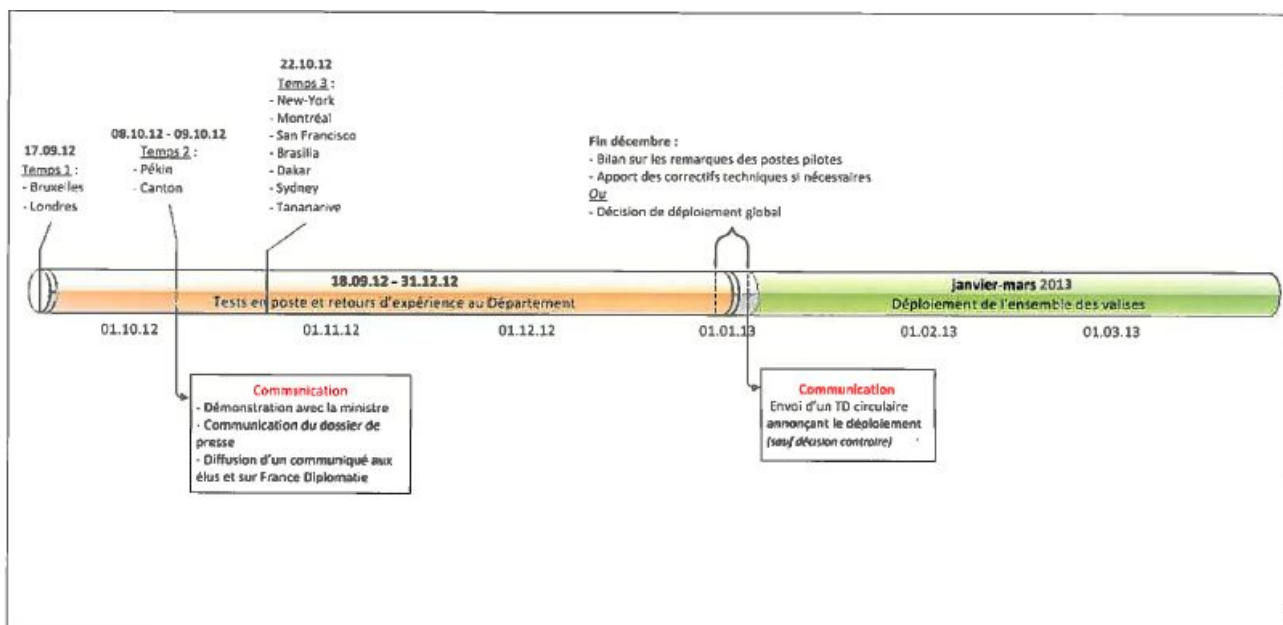 17.09.12
Temps 1 :
- Bruxelles
- Londres
08.10.12 - 09.10.12
Temps 2 :
- Pékin
- Canton
22.10.12
Temps 3 :
- New-York
- Montréal
- San Francisco
- Brasilia
- Dakar
- Sydney
- Tananarive
Fin décembre :
- Bilan sur les remarques des postes pilotes
- Apport des correctifs techniques si nécessaires
Ou
- Décision de déploiement global
18.09.12 – 31.12.12
Tests en poste et retours d'expérience au Département
janvier-mars 2013
Déploiement de l'ensemble des valises
01.10.12
01.11.12
01.12.12
01.01.13
01.02.13
01.03.13
Communication
- Démonstration avec la ministre
- Communication du dossier de
presse
- Diffusion d'un communiqué aux
élus et sur France Diplomatie
Communication
Envoi d'un TD circulaire
annonçant le déploiement
(sauf décision contraire)